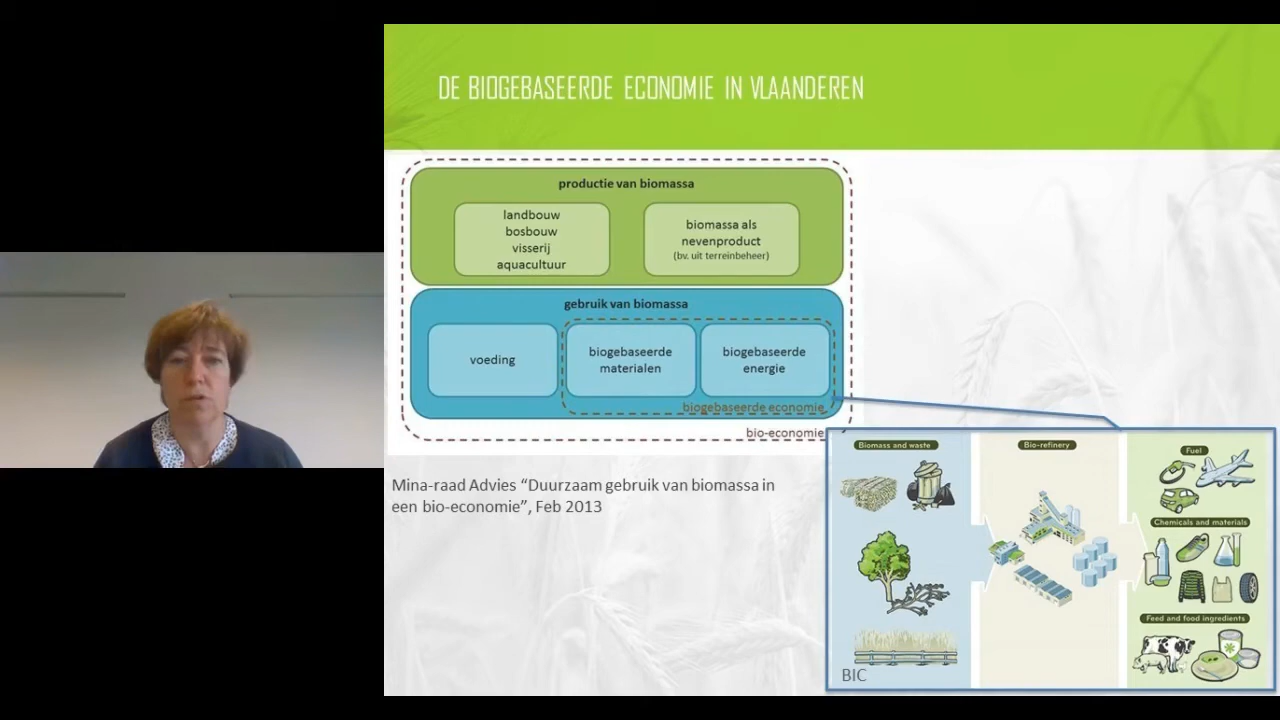 DE BIOGEBASEERDE ECONOMIE IN VLAANDEREN
productie van biomassa
landbouw
bosbouw
visserij
aquacultuur
biomassa als
nevenproduct
(bv. uit terreinbeheer)
gebruik van biomassa
voeding
biogebaseerde
materialen
biogebaseerde
energie
biogebaseerde economie
bio-economie
Mina-raad Advies “Duurzaam gebruik van biomassa in
een bio-economie”, Feb 2013
Biomass and waste
Bio-refinery
Fuel
Chemicals and materials
Feed and food ingredients
BIC